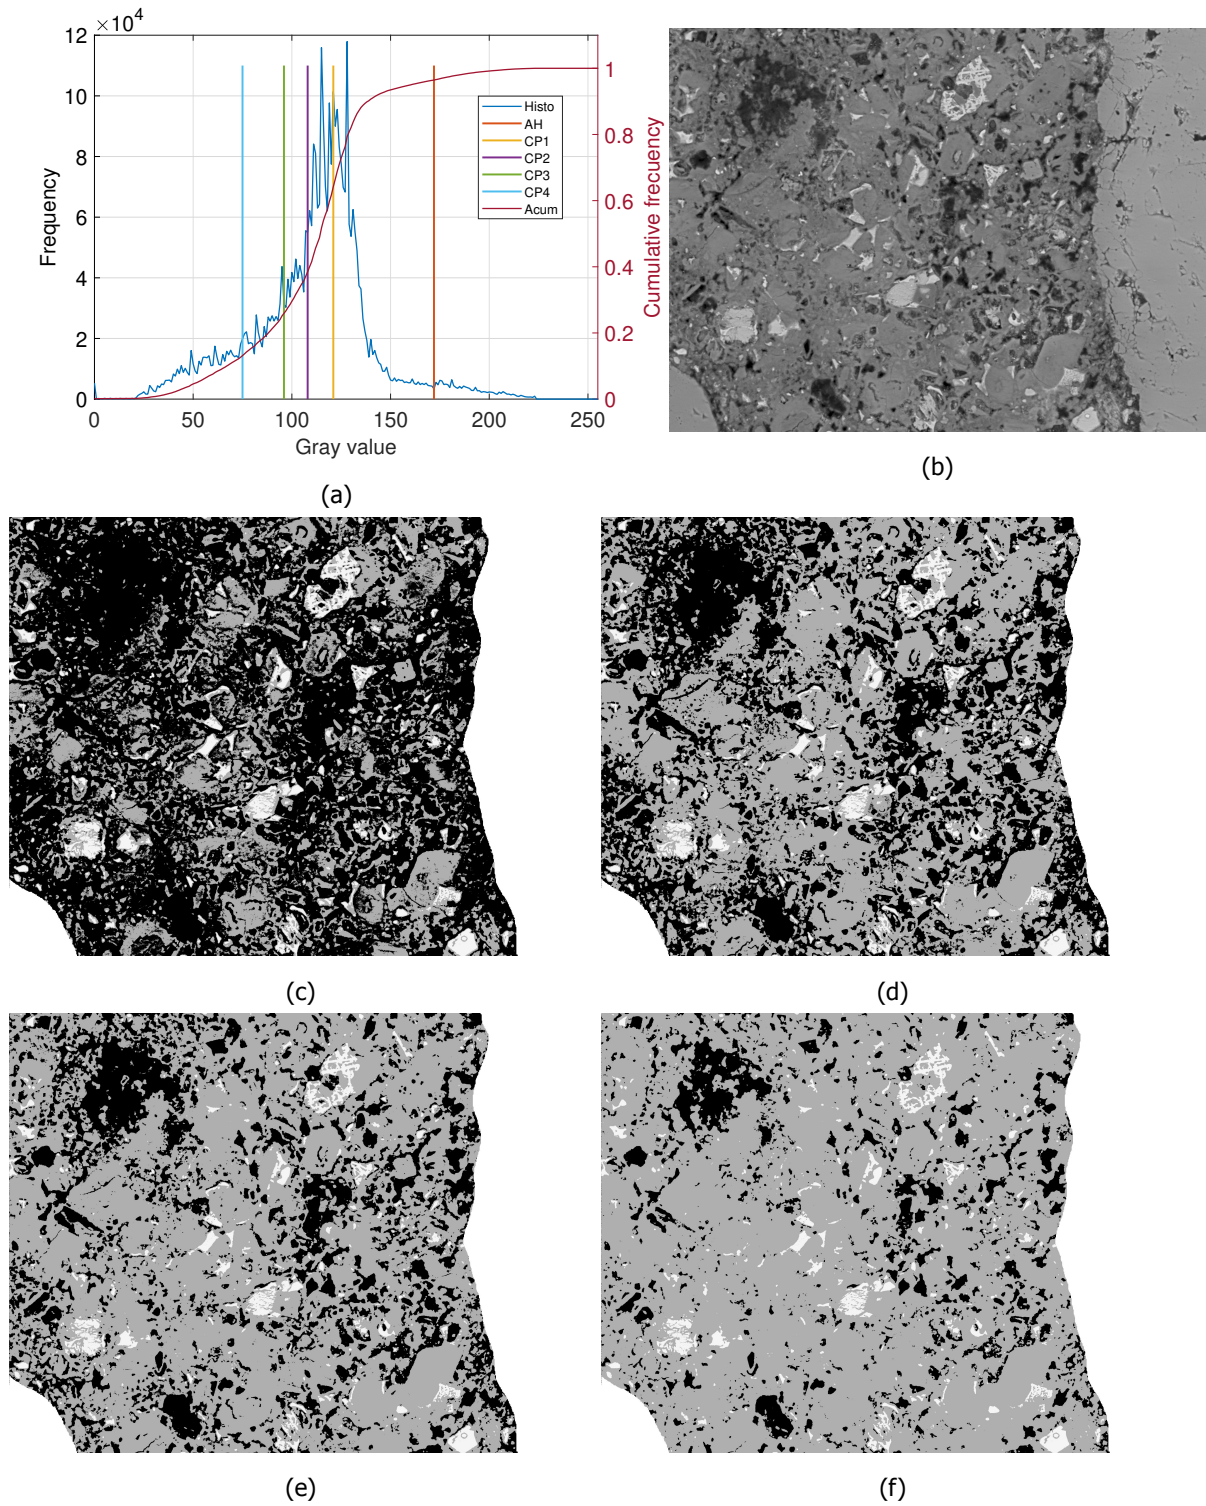 ×10⁴
12
10
8
6
4
2
0
Frequency
0 50 100 150 200 250
Gray value
1
0.8
0.6
0.4
0.2
0
Cumulative frecuency
Histo
AH
CP1
CP2
CP3
CP4
Acum
(a)
(b)
(c)
(d)
(e)
(f)